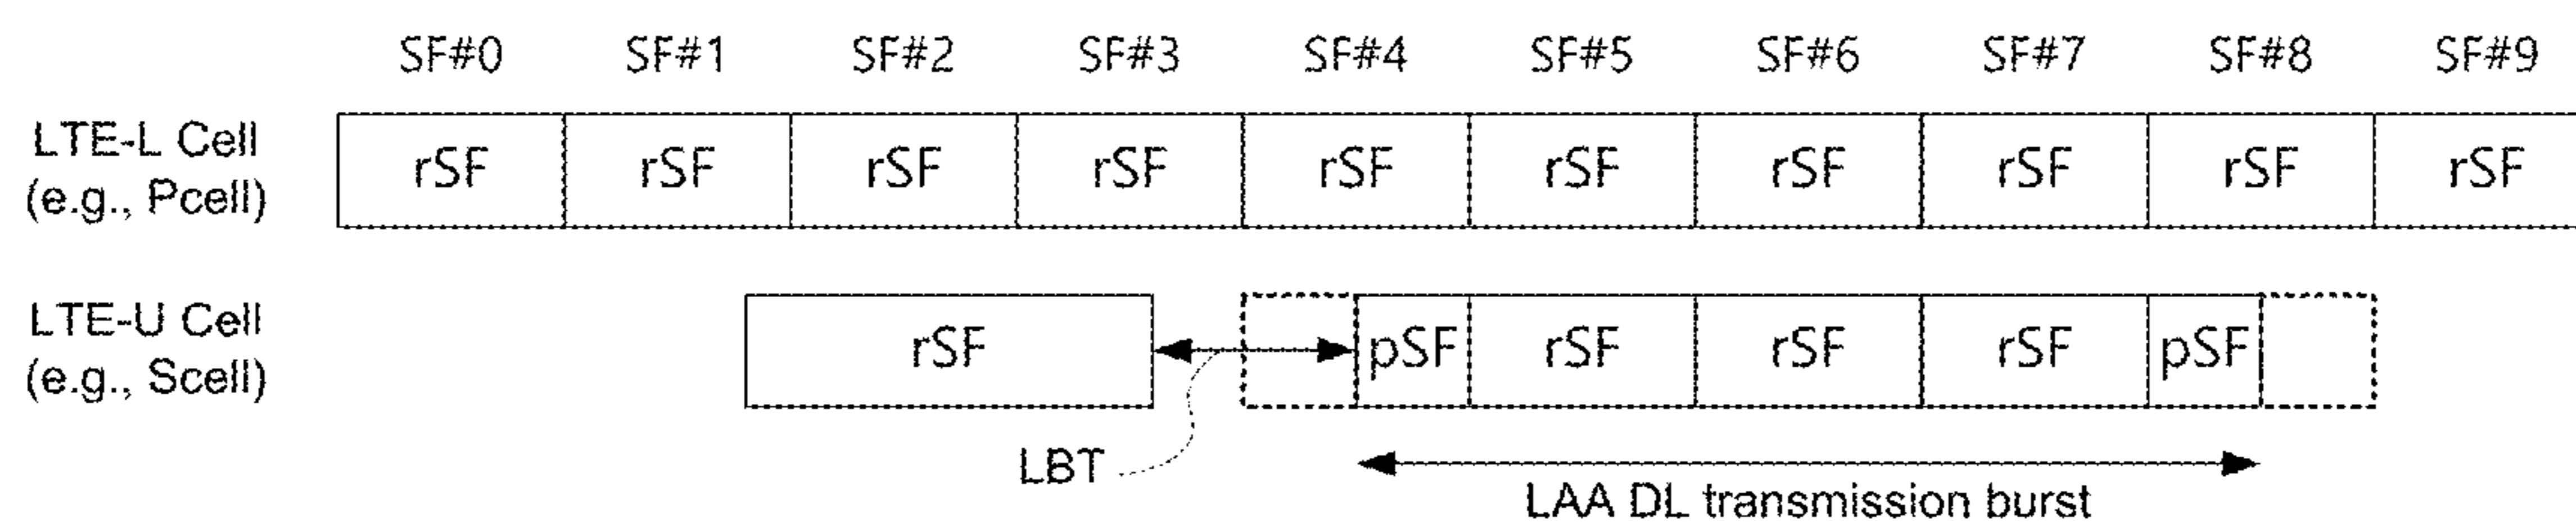 SF#0 SF#1 SF#2 SF#3 SF#4 SF#5 SF#6 SF#7 SF#8 SF#9
LTE-L Cell
(e.g., Pcell)
rSF rSF rSF rSF rSF rSF rSF rSF rSF rSF
LTE-U Cell
(e.g., Scell)
rSF pSF rSF rSF rSF pSF
LBT
LAA DL transmission burst